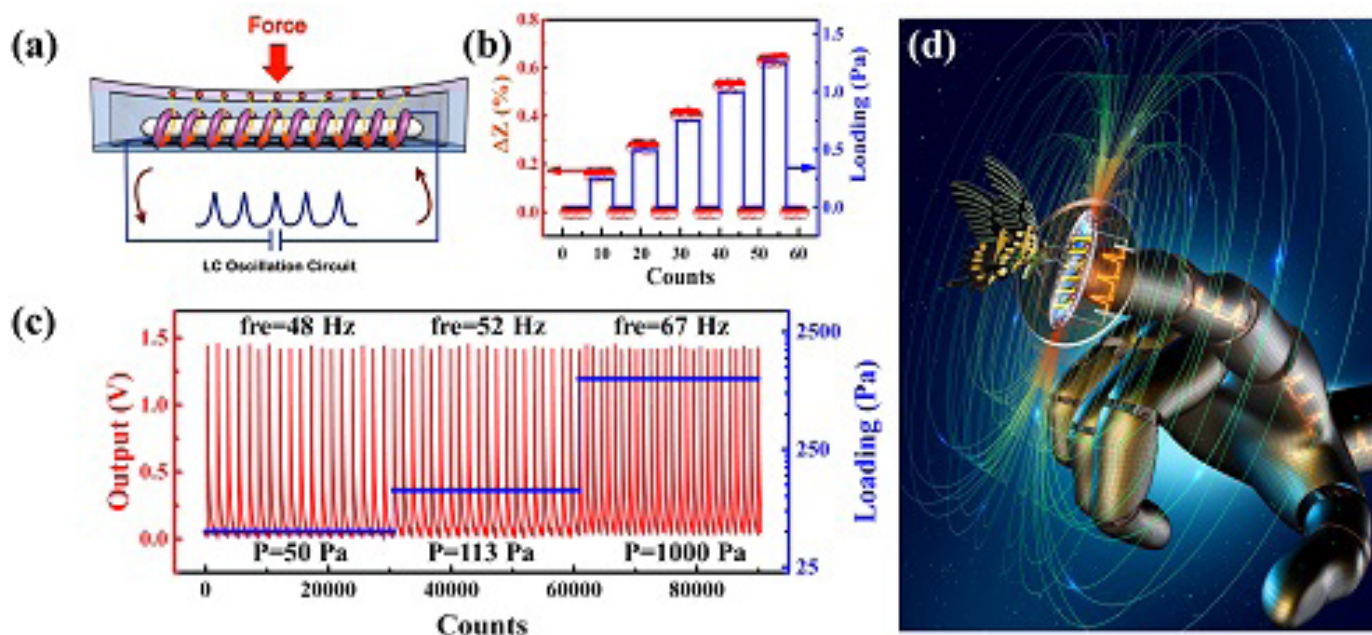 (a)
Force
LC Oscillation Circuit
(b)
ΔZ (%)
0.8
0.6
0.4
0.2
0.0
Loading (Pa)
1.5
1.0
0.5
0.0
0 10 20 30 40 50 60
Counts
(c)
fre=48 Hz fre=52 Hz fre=67 Hz
Output (V)
1.5
1.0
0.5
0.0
Loading (Pa)
2500
250
25
P=50 Pa P=113 Pa P=1000 Pa
0 20000 40000 60000 80000
Counts
(d)